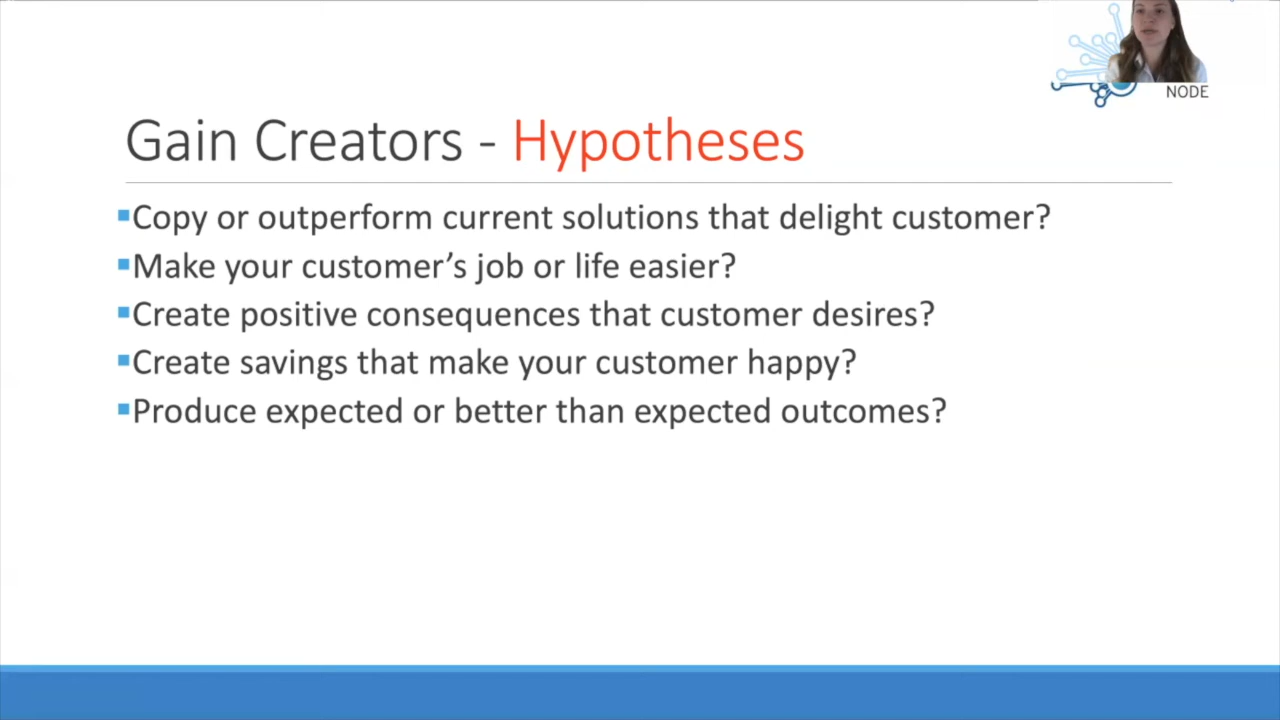 NODE
Gain Creators - Hypotheses
Copy or outperform current solutions that delight customer?
Make your customer’s job or life easier?
Create positive consequences that customer desires?
Create savings that make your customer happy?
Produce expected or better than expected outcomes?